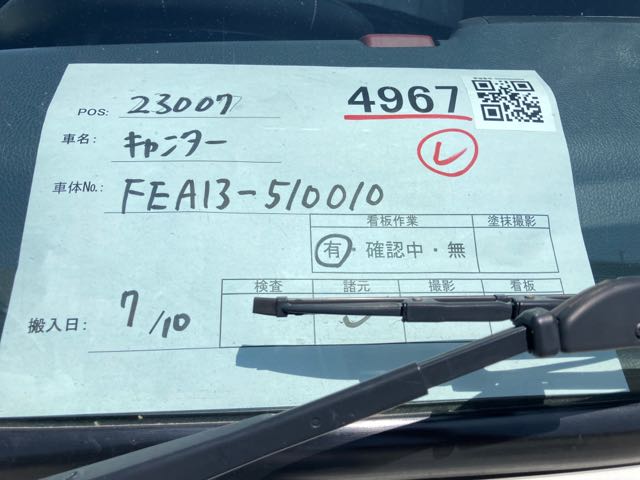 POS: 23007
4967
レ
車名: キャンター
車体No.: FEA13-510010
看板作業 塗抹撮影
有・確認中・無
検査 諸元 撮影 看板
搬入日: 7/10